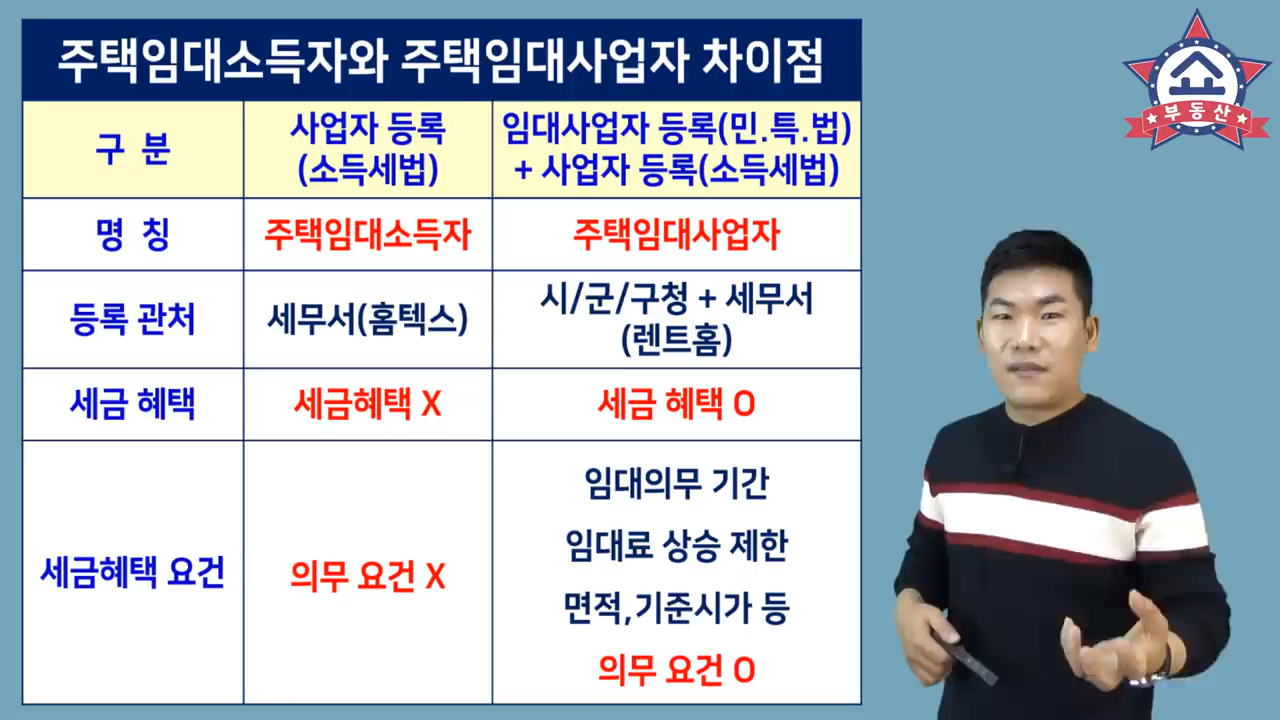 주택임대소득자와 주택임대사업자 차이점
부동산
구 분
사업자 등록
(소득세법)
임대사업자 등록(민.특.법)
+ 사업자 등록(소득세법)
명 칭
주택임대소득자
주택임대사업자
등록 관처
세무서(홈텍스)
시/군/구청 + 세무서
(렌트홈)
세금 혜택
세금혜택 X
세금 혜택 O
세금혜택 요건
의무 요건 X
임대의무 기간
임대료 상승 제한
면적,기준시가 등
의무 요건 O